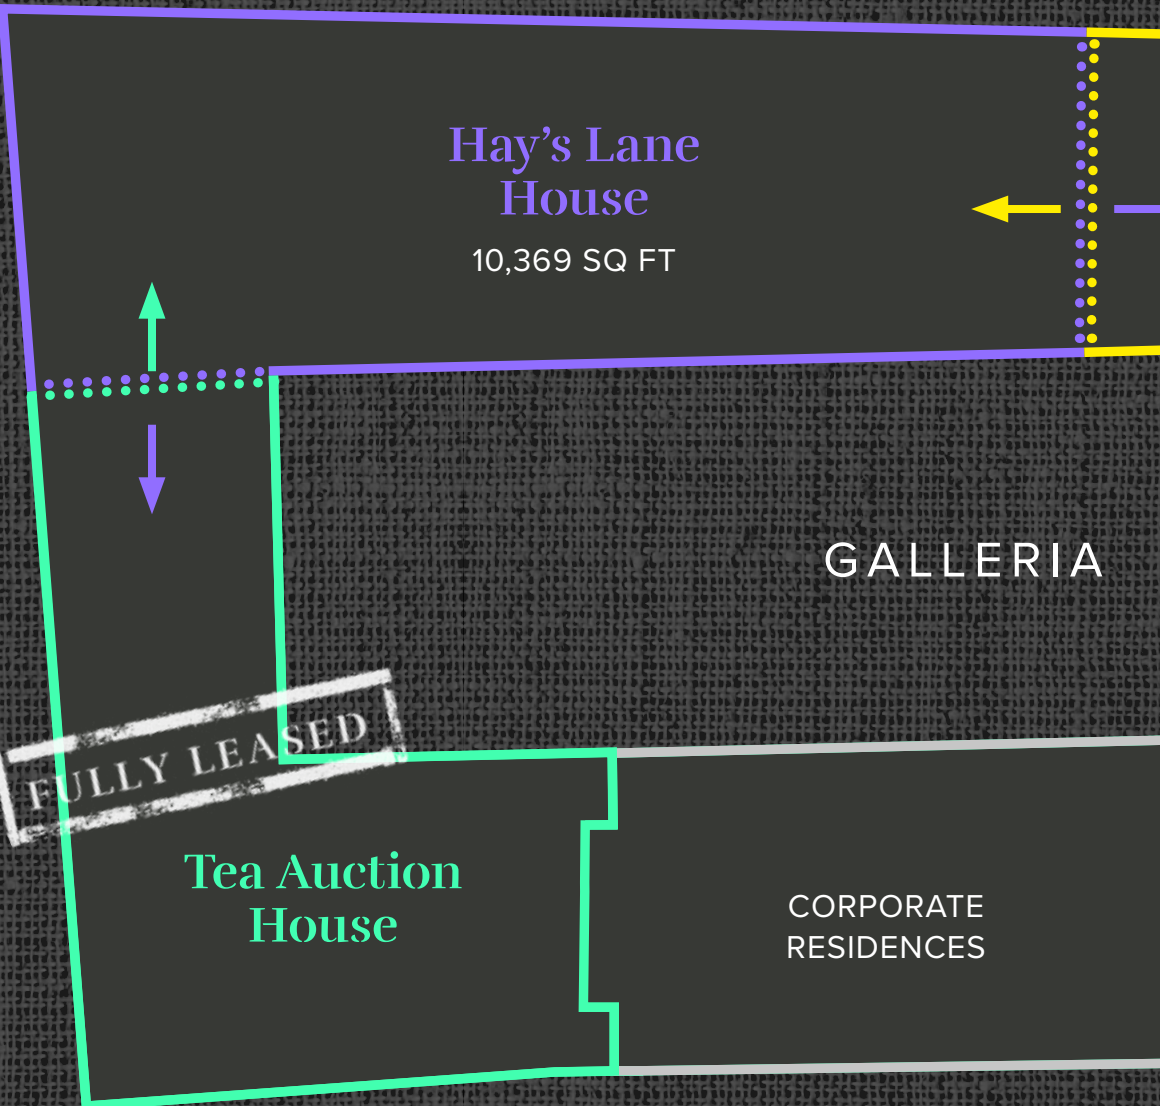 Hay’s Lane
House
10,369 SQ FT
GALLERIA
FULLY LEASED
Tea Auction
House
CORPORATE
RESIDENCES